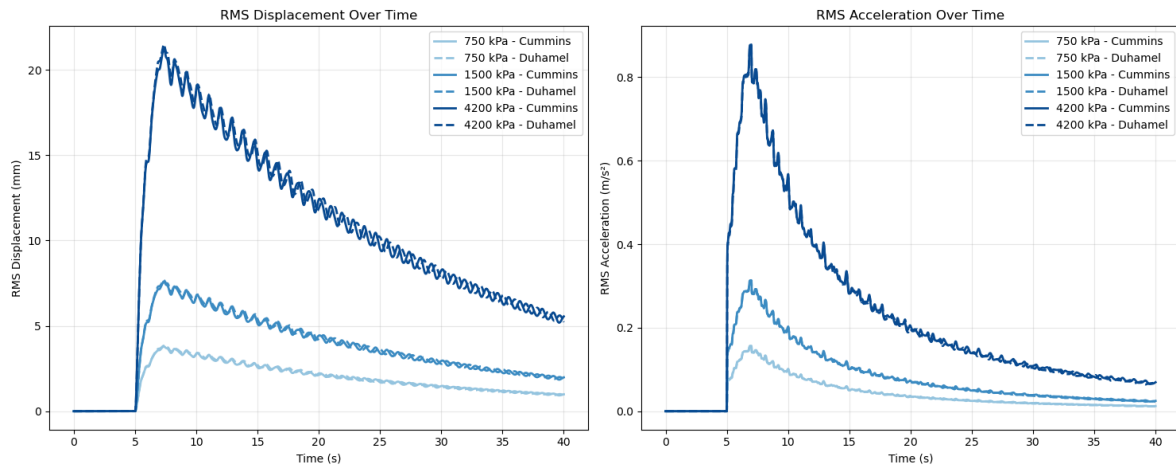 RMS Displacement Over Time
RMS Displacement (mm)
20
15
10
5
0
750 kPa - Cummins
750 kPa - Duhamel
1500 kPa - Cummins
1500 kPa - Duhamel
4200 kPa - Cummins
4200 kPa - Duhamel
0 5 10 15 20 25 30 35 40
Time (s)
RMS Acceleration Over Time
RMS Acceleration (m/s²)
0.8
0.6
0.4
0.2
0.0
750 kPa - Cummins
750 kPa - Duhamel
1500 kPa - Cummins
1500 kPa - Duhamel
4200 kPa - Cummins
4200 kPa - Duhamel
0 5 10 15 20 25 30 35 40
Time (s)